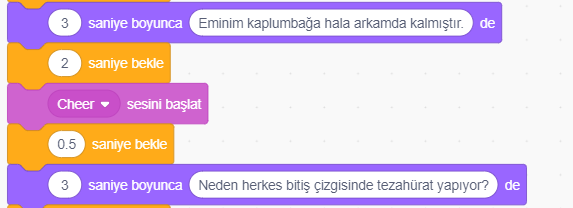 3 saniye boyunca Eminim kaplumbağa hala arkamda kalmıştır. de
2 saniye bekle
Cheer sesini başlat
0.5 saniye bekle
3 saniye boyunca Neden herkes bitiş çizgisinde tezahürat yapıyor? de